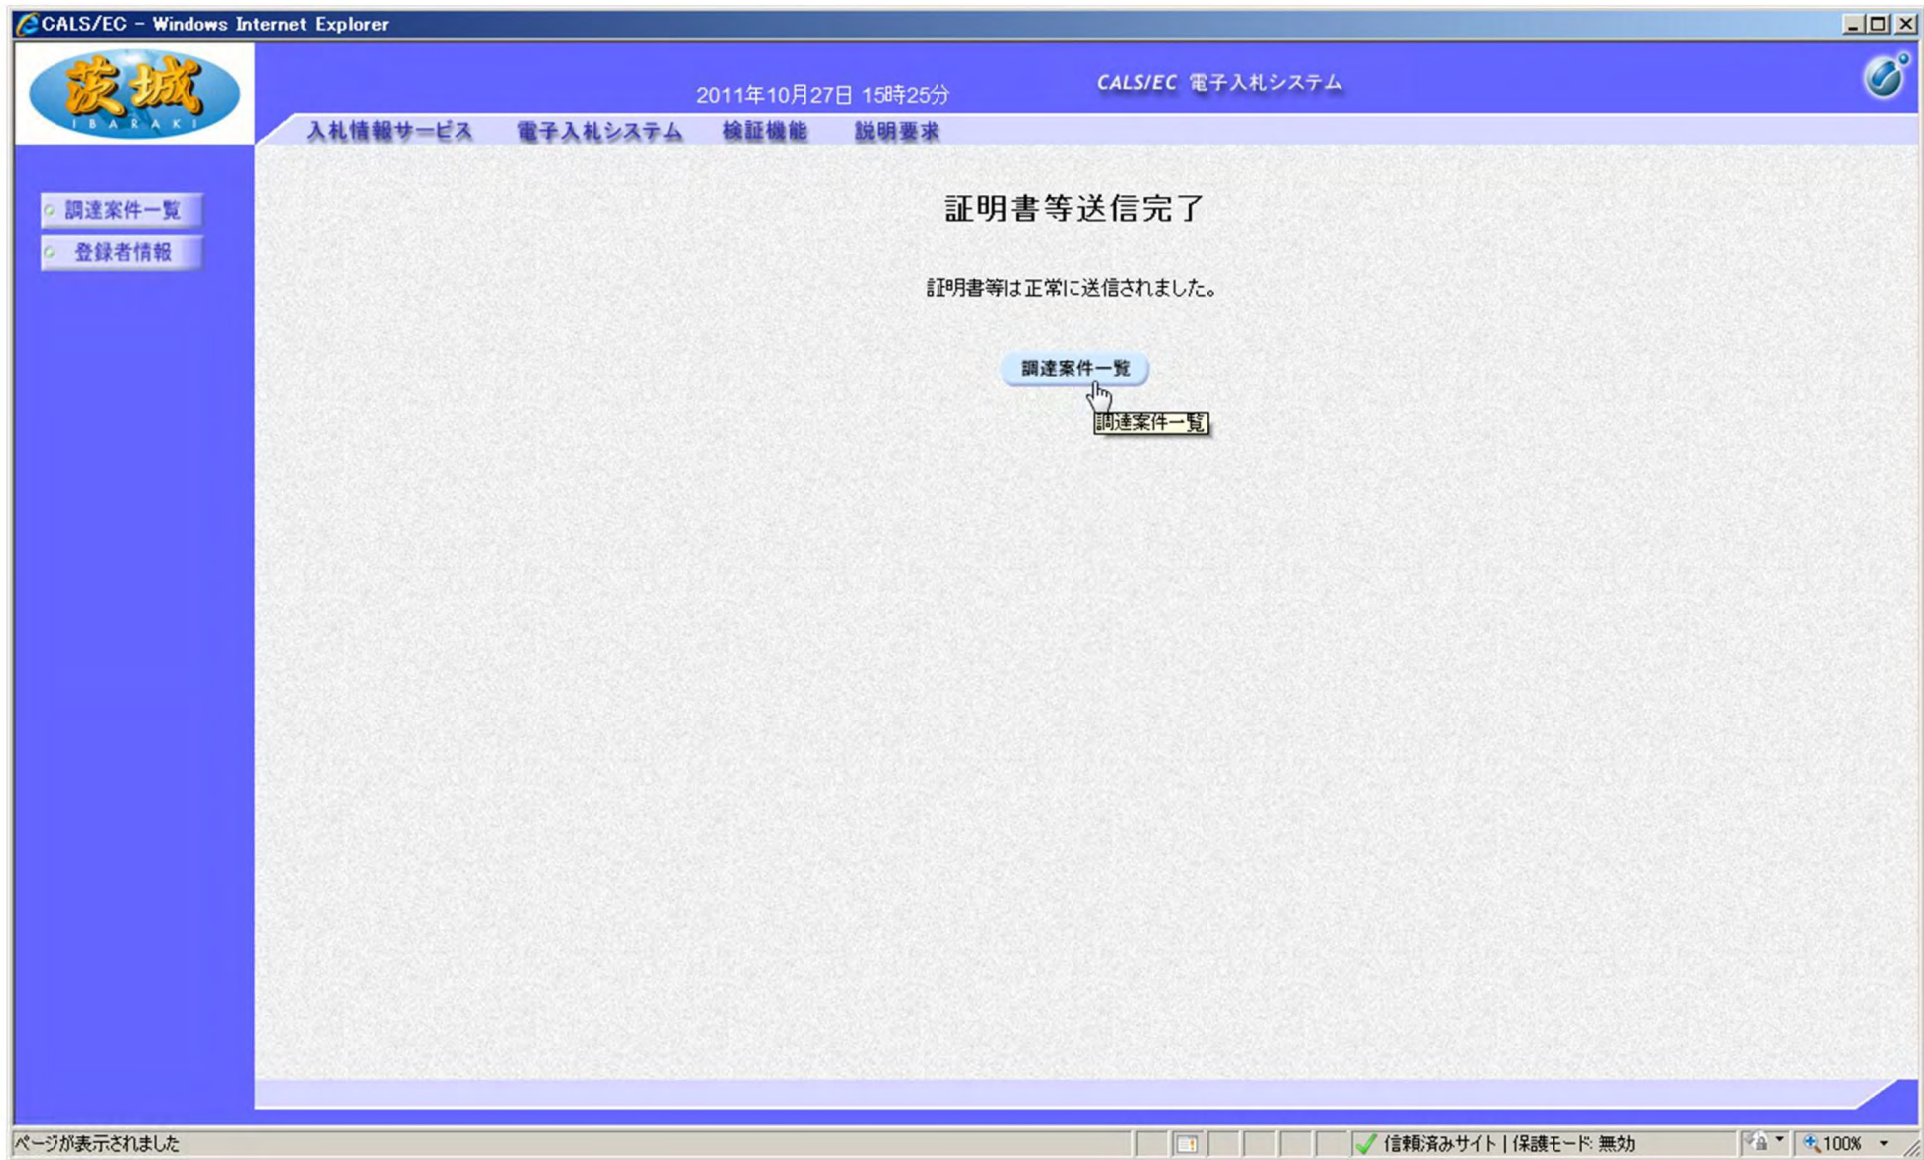 CALS/EC - Windows Internet Explorer
茨城
IBARAKI
2011年10月27日 15時25分
CALS/EC 電子入札システム
入札情報サービス 電子入札システム 検証機能 説明要求
調達案件一覧
登録者情報
証明書等送信完了
証明書等は正常に送信されました。
調達案件一覧
調達案件一覧
ページが表示されました
信頼済みサイト | 保護モード: 無効
100%